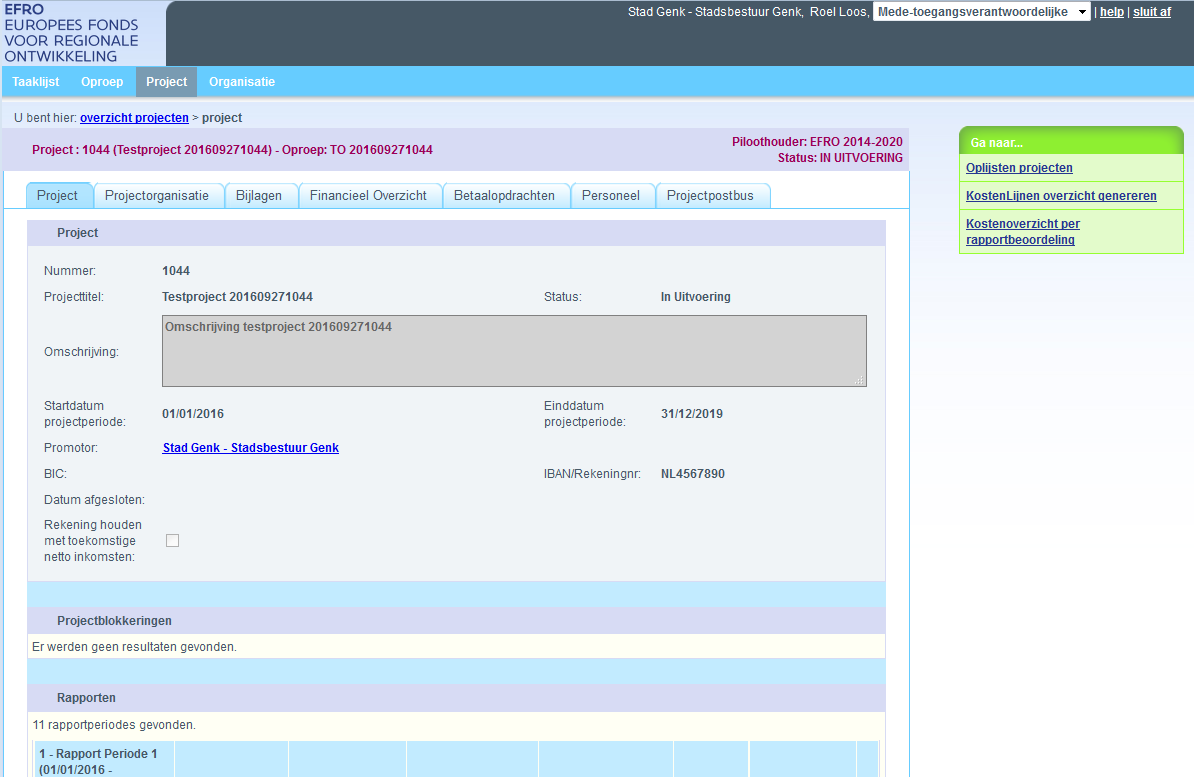 EFRO
EUROPEES FONDS
VOOR REGIONALE
ONTWIKKELING
Stad Genk - Stadsbestuur Genk, Roel Loos, Mede-toegangsverantwoordelijke | help | sluit af
Taaklijst Oproep Project Organisatie
U bent hier: overzicht projecten > project
Project : 1044 (Testproject 201609271044) - Oproep: TO 201609271044
Piloothouder: EFRO 2014-2020
Status: IN UITVOERING
Ga naar...
Oplijsten projecten
KostenLijnen overzicht genereren
Kostenoverzicht per
rapportbeoordeling
Project Projectorganisatie Bijlagen Financieel Overzicht Betaalopdrachten Personeel Projectpostbus
Project
Nummer: 1044
Projecttitel: Testproject 201609271044 Status: In Uitvoering
Omschrijving: Omschrijving testproject 201609271044
Startdatum
projectperiode: 01/01/2016
Einddatum
projectperiode: 31/12/2019
Promotor: Stad Genk - Stadsbestuur Genk
BIC: IBAN/Rekeningnr: NL4567890
Datum afgesloten:
Rekening houden
met toekomstige
netto inkomsten:
Projectblokkeringen
Er werden geen resultaten gevonden.
Rapporten
11 rapportperiodes gevonden.
1 - Rapport Periode 1
(01/01/2016 -